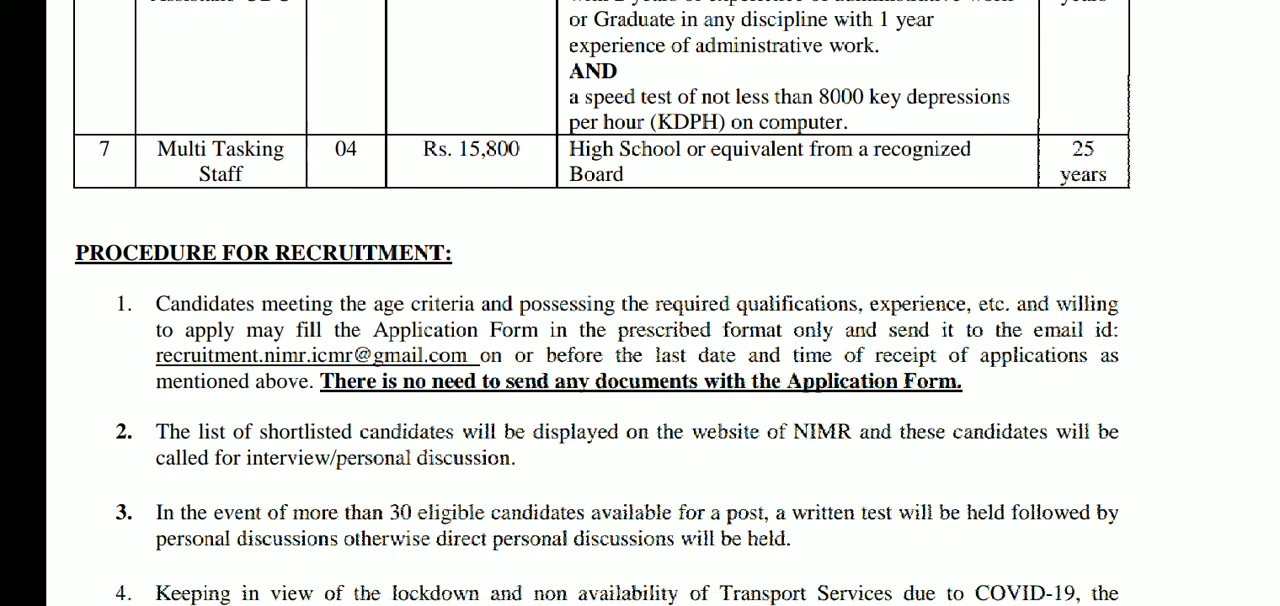 or Graduate in any discipline with 1 year
experience of administrative work.
AND
a speed test of not less than 8000 key depressions
per hour (KDPH) on computer.
7 Multi Tasking Staff 04 Rs. 15,800 High School or equivalent from a recognized Board 25 years
PROCEDURE FOR RECRUITMENT:
1. Candidates meeting the age criteria and possessing the required qualifications, experience, etc. and willing
to apply may fill the Application Form in the prescribed format only and send it to the email id:
recruitment.nimr.icmr@gmail.com on or before the last date and time of receipt of applications as
mentioned above. There is no need to send any documents with the Application Form.
2. The list of shortlisted candidates will be displayed on the website of NIMR and these candidates will be
called for interview/personal discussion.
3. In the event of more than 30 eligible candidates available for a post, a written test will be held followed by
personal discussions otherwise direct personal discussions will be held.
4. Keeping in view of the lockdown and non availability of Transport Services due to COVID-19, the